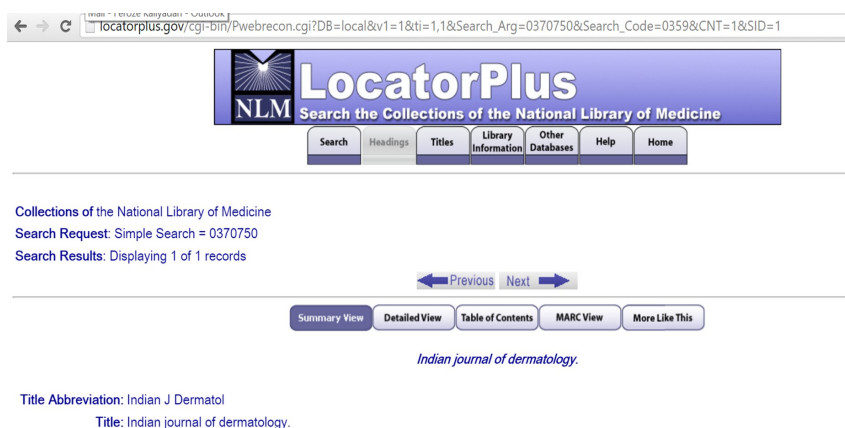 Mail - Feroze Kaliyadan - Outlook
locatorplus.gov/cgi-bin/Pwebrecon.cgi?DB=local&v1=1&ti=1,1&Search_Arg=0370750&Search_Code=0359&CNT=1&SID=1
LocatorPlus
NLM Search the Collections of the National Library of Medicine
Search Headings Titles Library Information Other Databases Help Home
Collections of the National Library of Medicine
Search Request: Simple Search = 0370750
Search Results: Displaying 1 of 1 records
Previous Next
Summary View Detailed View Table of Contents MARC View More Like This
Indian journal of dermatology.
Title Abbreviation: Indian J Dermatol
Title: Indian journal of dermatology.